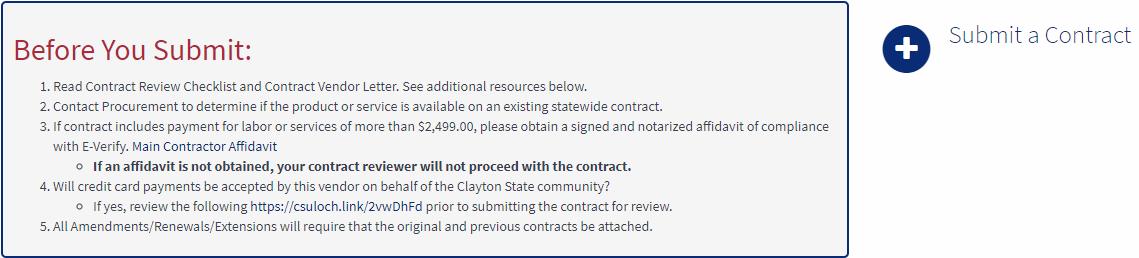 Before You Submit:
1. Read Contract Review Checklist and Contract Vendor Letter. See additional resources below.
2. Contact Procurement to determine if the product or service is available on an existing statewide contract.
3. If contract includes payment for labor or services of more than $2,499.00, please obtain a signed and notarized affidavit of compliance
with E-Verify. Main Contractor Affidavit
If an affidavit is not obtained, your contract reviewer will not proceed with the contract.
4. Will credit card payments be accepted by this vendor on behalf of the Clayton State community?
If yes, review the following https://csuloch.link/2vwDhFd prior to submitting the contract for review.
5. All Amendments/Renewals/Extensions will require that the original and previous contracts be attached.
Submit a Contract